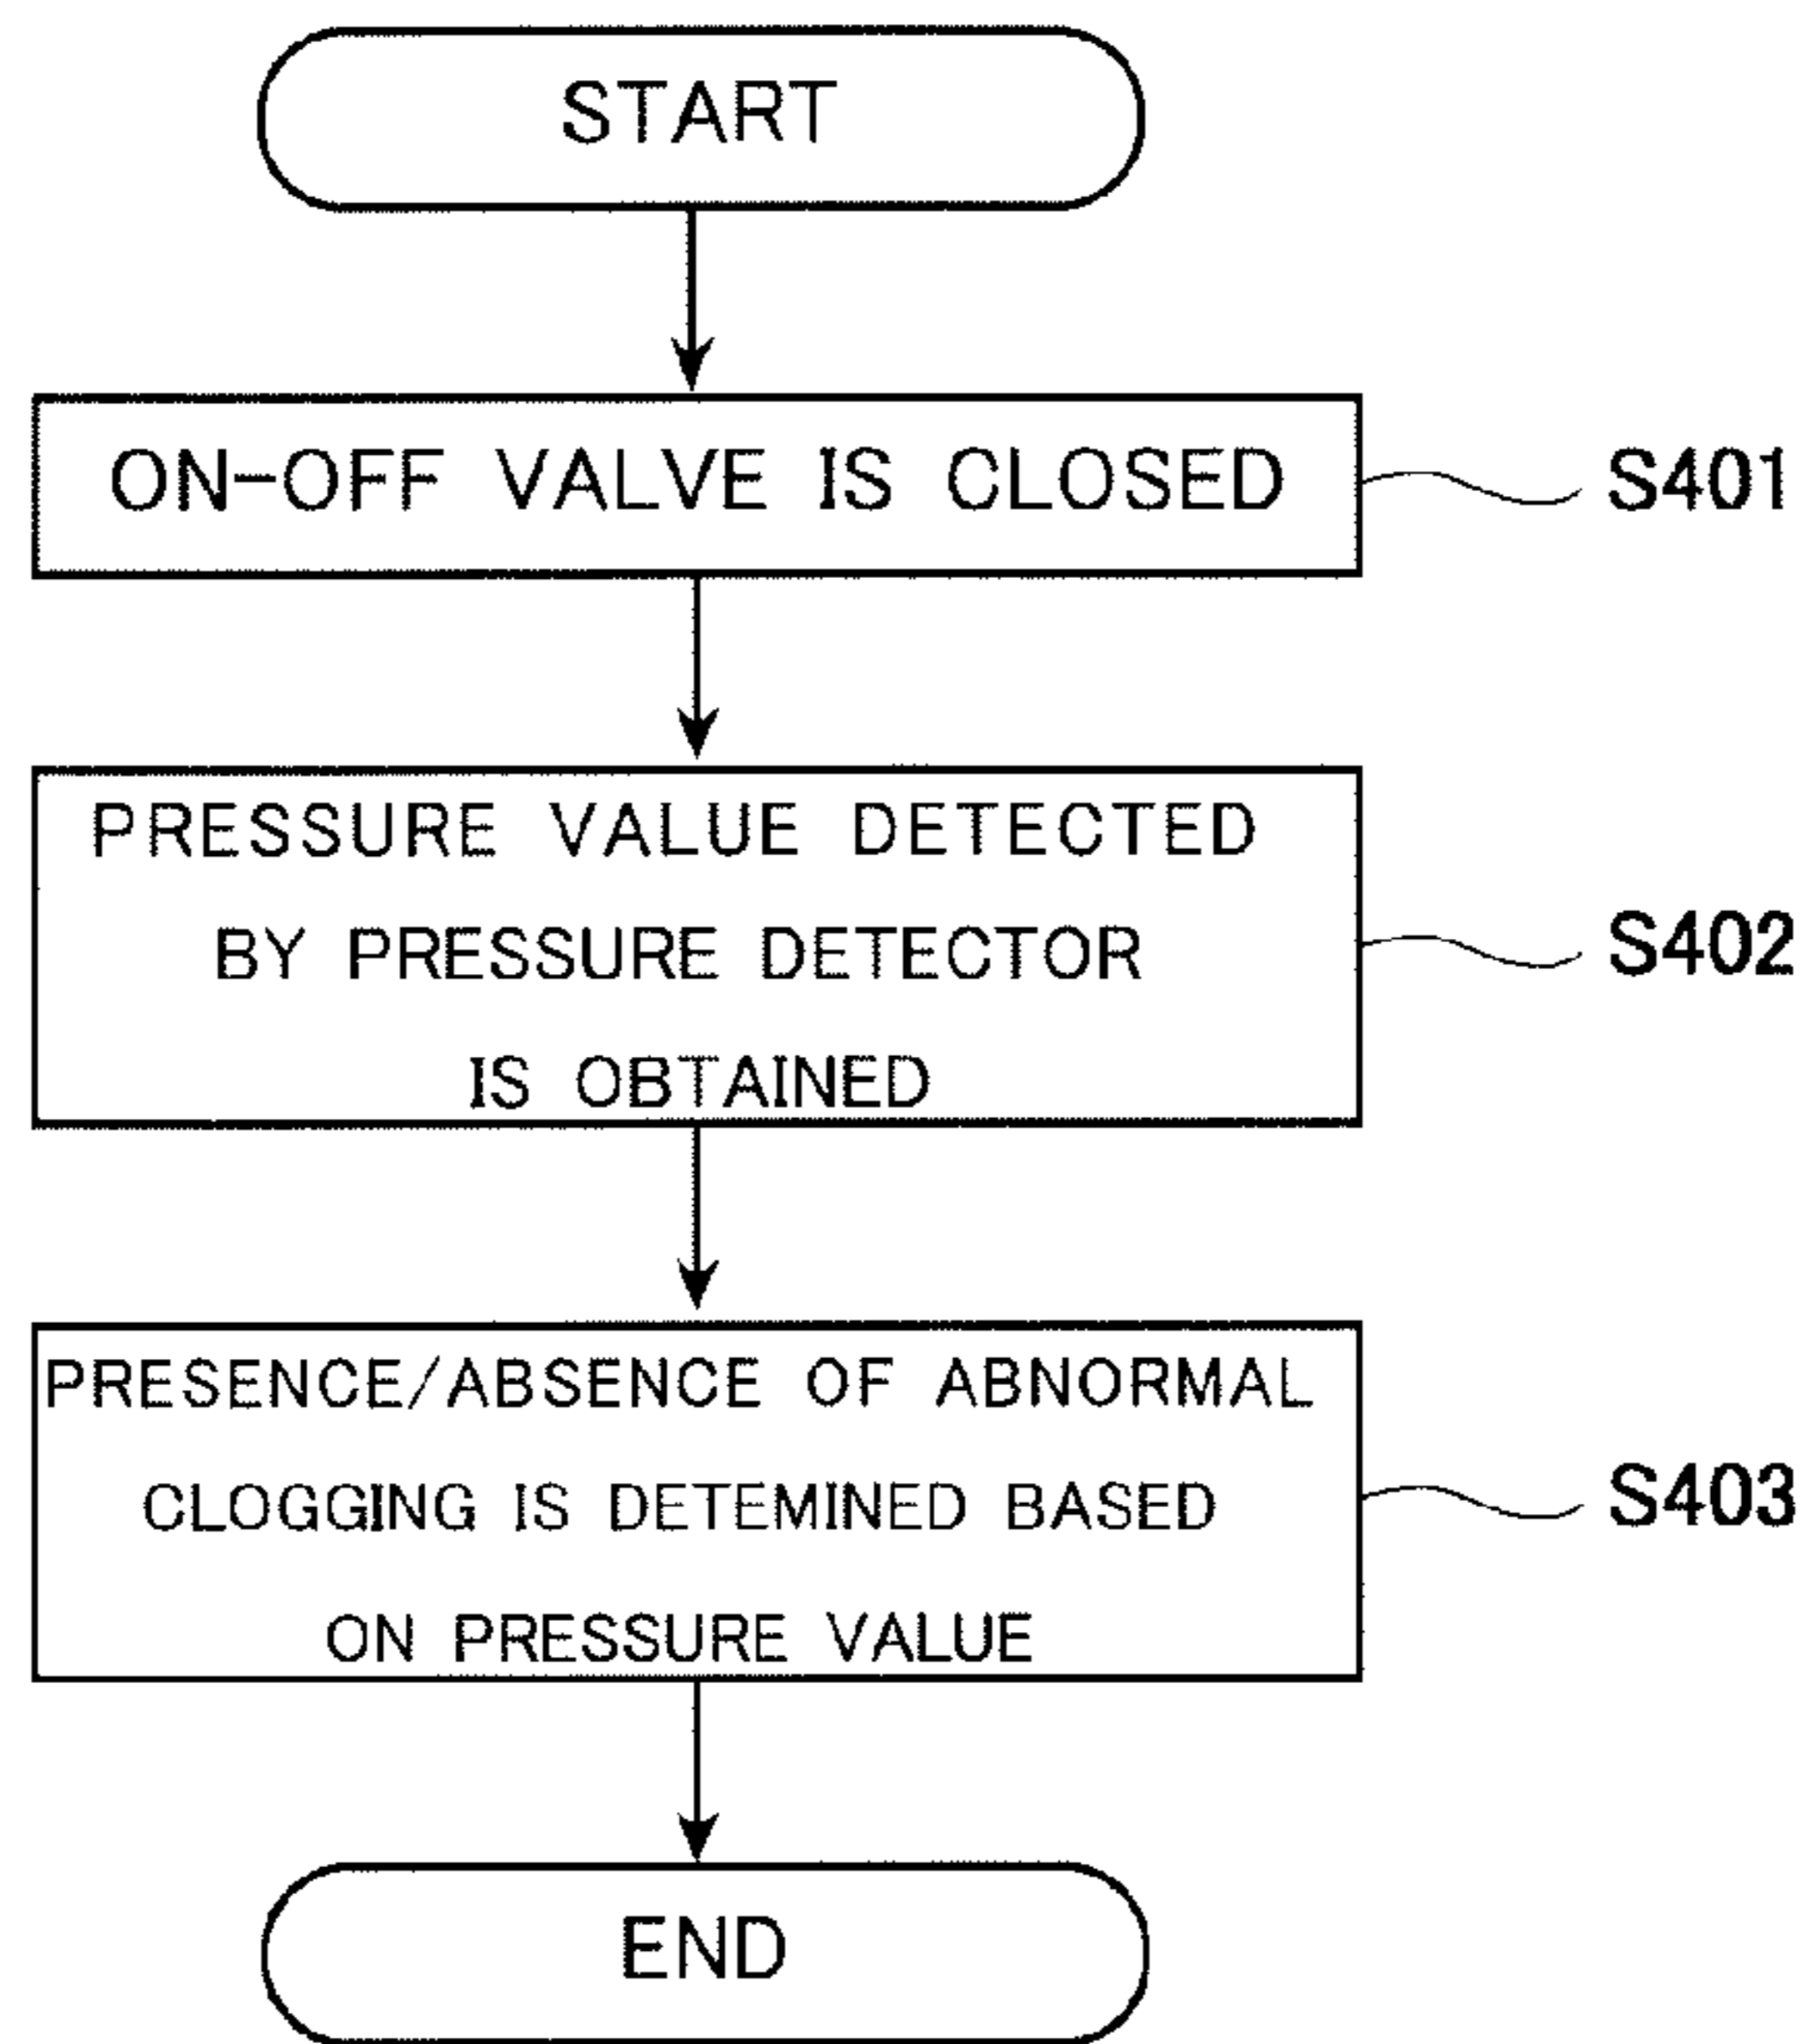 START
ON-OFF VALVE IS CLOSED
S401
PRESSURE VALUE DETECTED
BY PRESSURE DETECTOR
IS OBTAINED
S402
PRESENCE/ABSENCE OF ABNORMAL
CLOGGING IS DETEMINED BASED
ON PRESSURE VALUE
S403
END